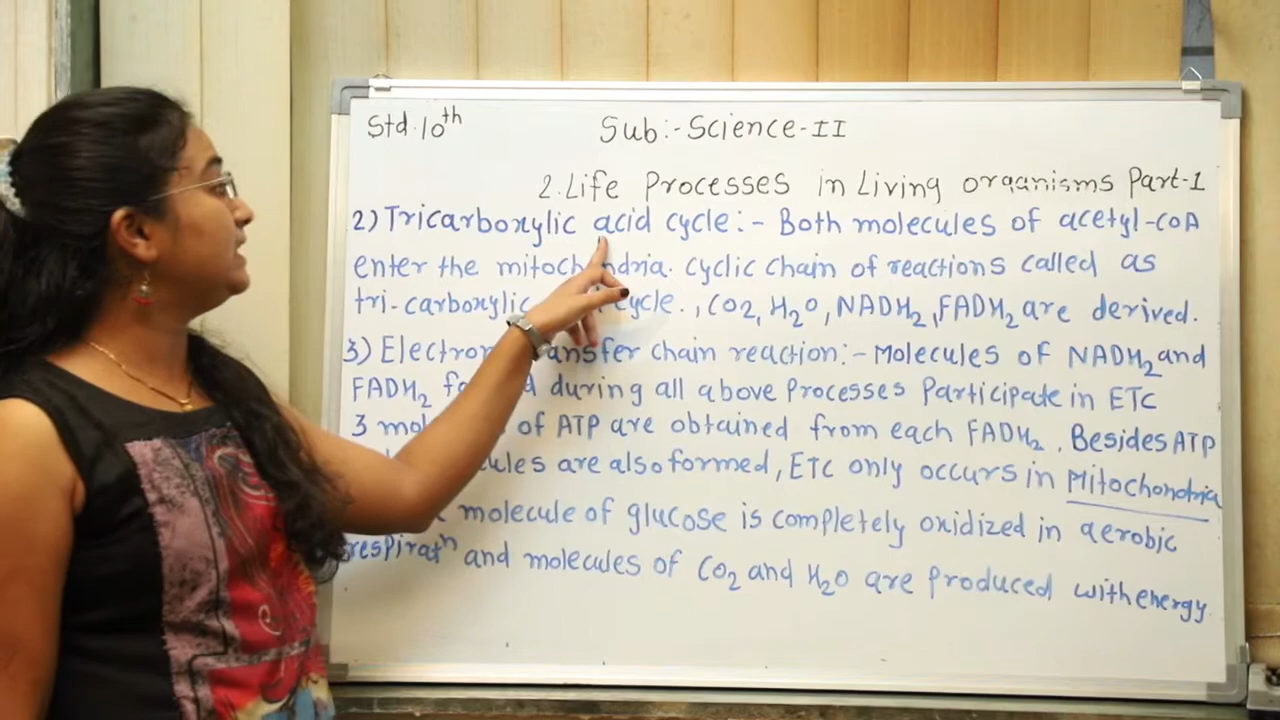 Std.10th
Sub:-Science-II
2.Life Processes in Living organisms Part-1
2) Tricarboxylic acid cycle:- Both molecules of acetyl-coA
enter the mitochondria. cyclic chain of reactions called as
tri-carboxylic cycle., CO2, H2O, NADH2, FADH2 are derived.
3) Electron chain reaction:- Molecules of NADH2 and
FADH2 during all above Processes Participate in ETC
3 of ATP are obtained from each FADH2. Besides ATP
are also formed, ETC only occurs in Mitochondria
molecule of glucose is completely oxidized in aerobic
respiratn and molecules of CO2 and H2O are produced with energy.